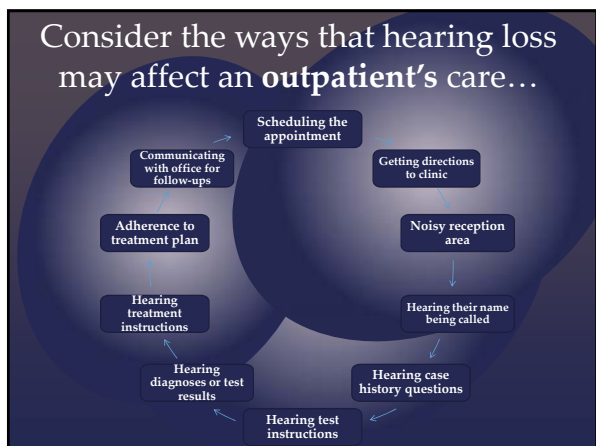 Consider the ways that hearing loss
may affect an outpatient's care…
Scheduling the
appointment
Getting directions
to clinic
Noisy reception
area
Hearing their name
being called
Hearing case
history questions
Hearing test
instructions
Hearing
diagnoses or test
results
Hearing
treatment
instructions
Adherence to
treatment plan
Communicating
with office for
follow-ups